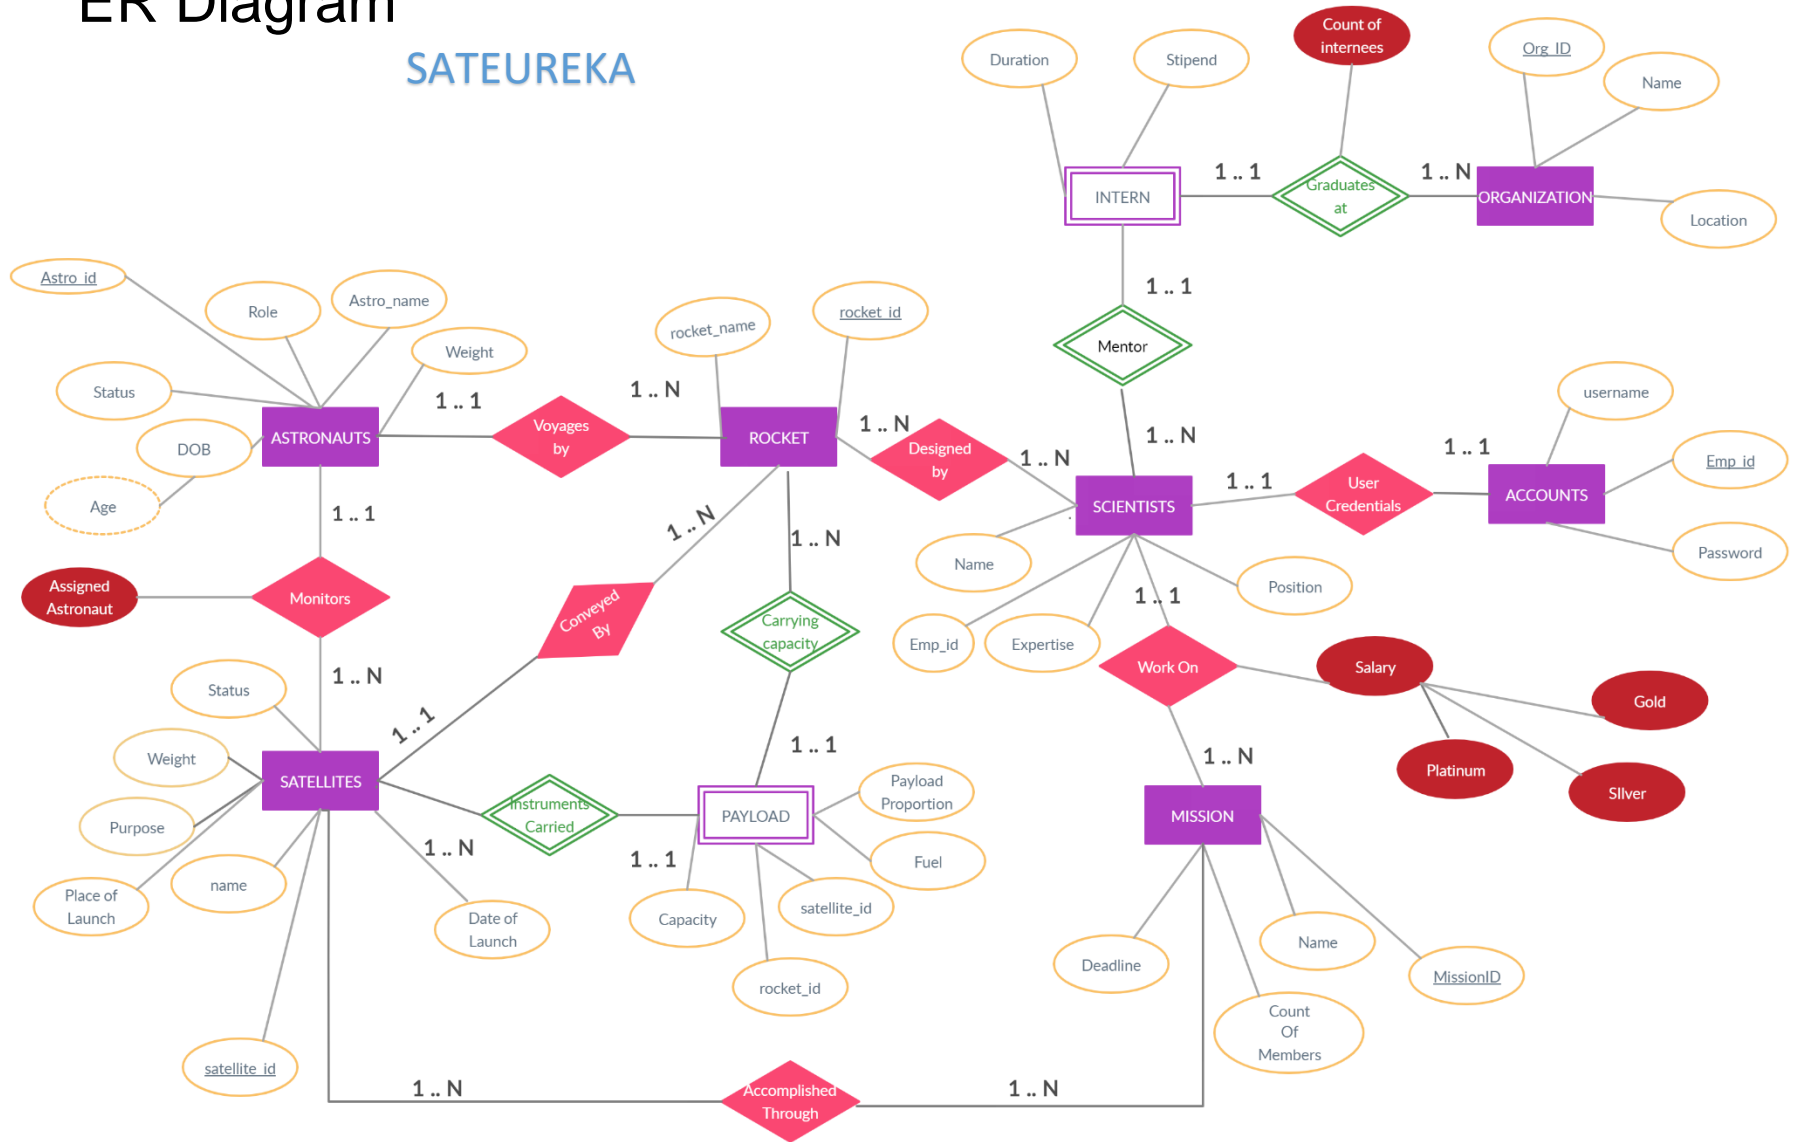 ER Diagram
SATEUREKA
Count of
internees
Duration
Stipend
Org_ID
Name
INTERN
1 .. 1
Graduates
at
1 .. N
ORGANIZATION
Location
1 .. 1
Mentor
1 .. N
Astro_id
Role
Astro_name
Weight
Status
DOB
Age
ASTRONAUTS
1 .. 1
Voyages
by
1 .. N
rocket_name
rocket_id
ROCKET
1 .. N
Designed
by
1 .. N
SCIENTISTS
1 .. 1
User
Credentials
1 .. 1
ACCOUNTS
username
Emp_id
Password
Name
Emp_id
Expertise
Position
1 .. 1
Work On
Salary
Gold
Platinum
SIlver
1 .. N
MISSION
1 .. 1
Assigned
Astronaut
Monitors
1 .. N
1 .. N
Conveyed
By
1 .. 1
1 .. N
Carrying
capacity
1 .. 1
Status
Weight
Purpose
Place of
Launch
name
satellite_id
Date of
Launch
SATELLITES
1 .. N
Instruments
Carried
1 .. 1
PAYLOAD
Payload
Proportion
Fuel
satellite_id
Capacity
rocket_id
Deadline
Name
MissionID
Count
Of
Members
1 .. N
Accomplished
Through
1 .. N